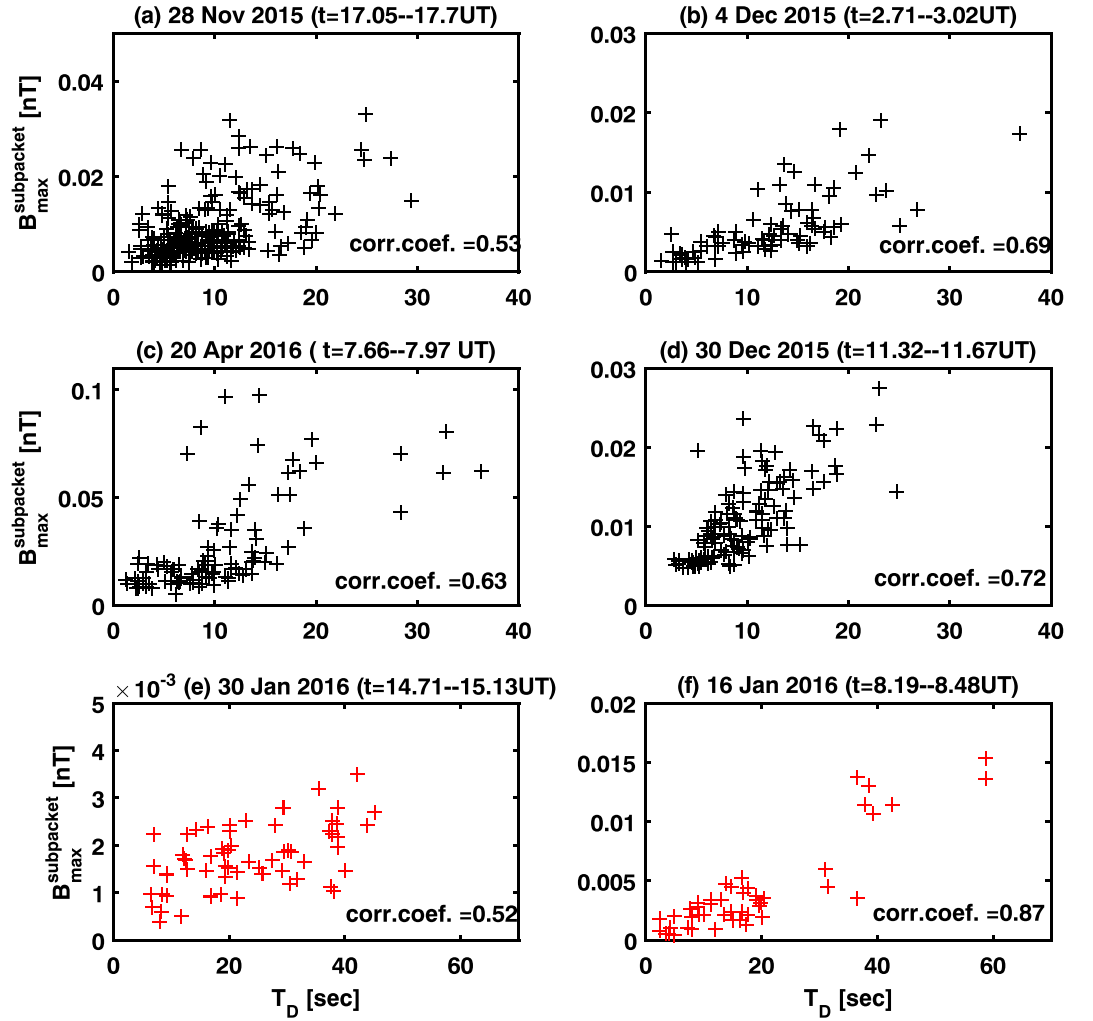 (a) 28 Nov 2015 (t=17.05--17.7UT)
B_max^subpacket [nT]
0.04
0.02
0
0 10 20 30 40
corr.coef. =0.53
(b) 4 Dec 2015 (t=2.71--3.02UT)
0.03
0.02
0.01
0
0 10 20 30 40
corr.coef. =0.69
(c) 20 Apr 2016 ( t=7.66--7.97 UT)
B_max^subpacket [nT]
0.1
0.05
0
0 10 20 30 40
corr.coef. =0.63
(d) 30 Dec 2015 (t=11.32--11.67UT)
0.03
0.02
0.01
0
0 10 20 30 40
corr.coef. =0.72
×10^-3 (e) 30 Jan 2016 (t=14.71--15.13UT)
B_max^subpacket [nT]
5
4
3
2
1
0
0 20 40 60
corr.coef. =0.52
T_D [sec]
(f) 16 Jan 2016 (t=8.19--8.48UT)
0.02
0.015
0.01
0.005
0
0 20 40 60
corr.coef. =0.87
T_D [sec]